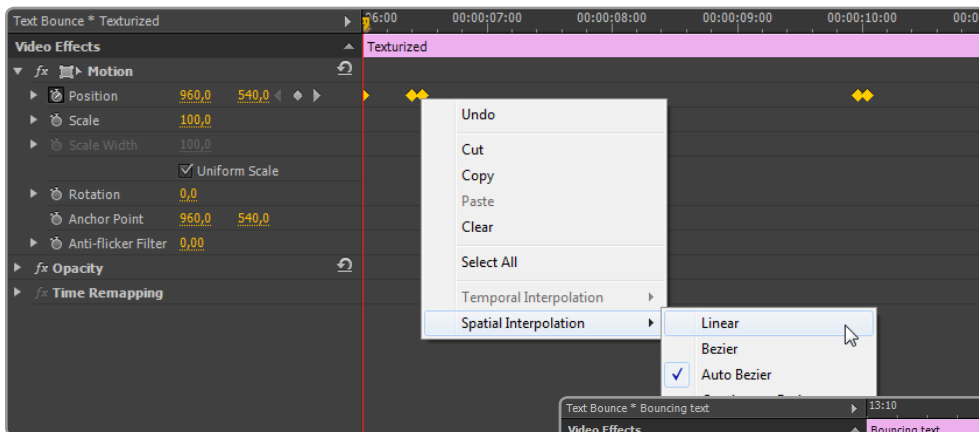 Text Bounce * Texturized
06:00 00:00:07:00 00:00:08:00 00:00:09:00 00:00:10:00 00:0
Video Effects
Texturized
fx Motion
Position 960,0 540,0
Scale 100,0
Scale Width 100,0
Uniform Scale
Rotation 0,0
Anchor Point 960,0 540,0
Anti-flicker Filter 0,00
fx Opacity
fx Time Remapping
Undo
Cut
Copy
Paste
Clear
Select All
Temporal Interpolation
Spatial Interpolation
Linear
Bezier
Auto Bezier
Text Bounce * Bouncing text
13:10
Video Effects
Bouncing text